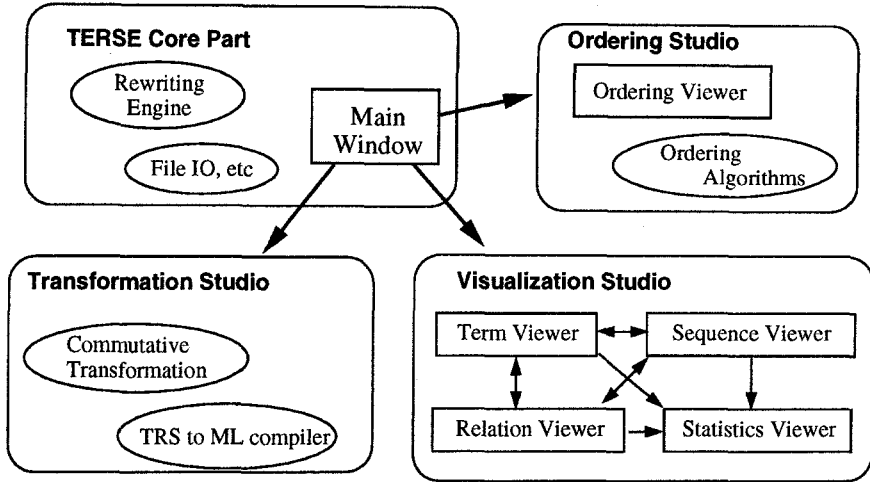 TERSE Core Part
Rewriting
Engine
File IO, etc
Main
Window
Ordering Studio
Ordering Viewer
Ordering
Algorithms
Transformation Studio
Commutative
Transformation
TRS to ML compiler
Visualization Studio
Term Viewer
Sequence Viewer
Relation Viewer
Statistics Viewer